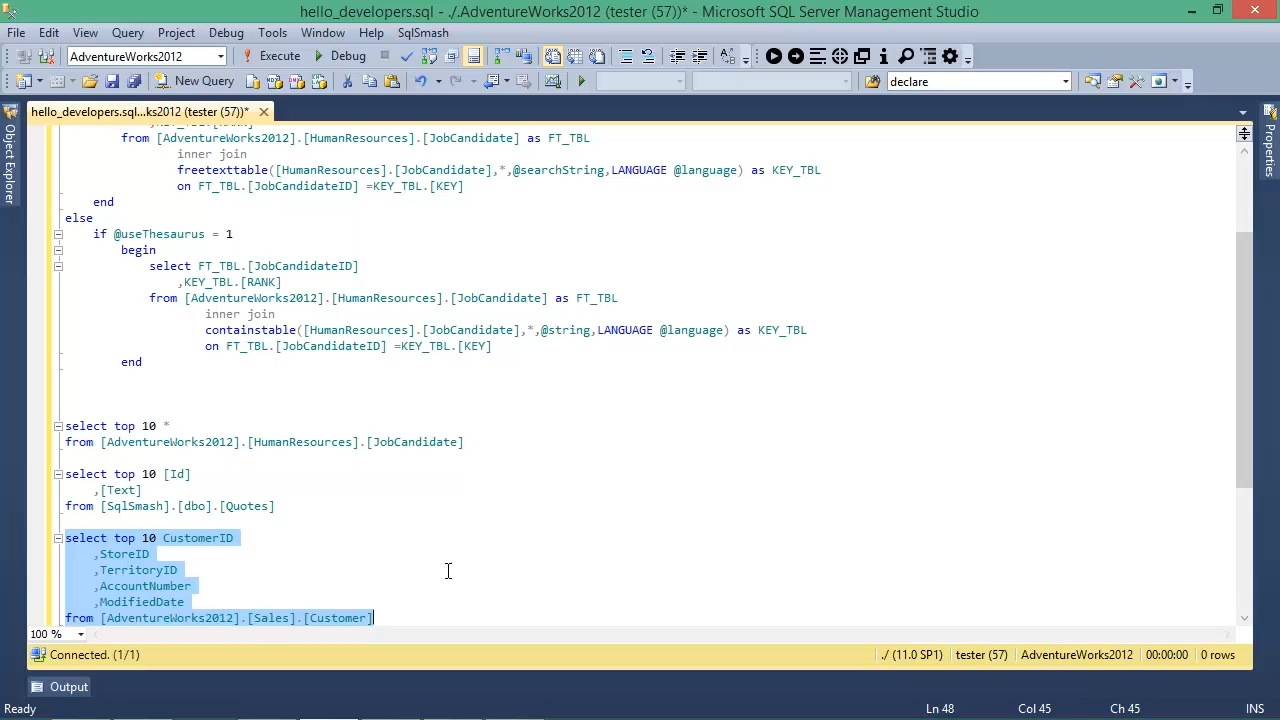 hello_developers.sql - ./.AdventureWorks2012 (tester (57))* - Microsoft SQL Server Management Studio
File Edit View Query Project Debug Tools Window Help SqlSmash
AdventureWorks2012 Execute Debug
New Query declare
hello_developers.sql...ks2012 (tester (57))*
Object Explorer
Properties
from [AdventureWorks2012].[HumanResources].[JobCandidate] as FT_TBL
inner join
freetexttable([HumanResources].[JobCandidate],*,@searchString,LANGUAGE @language) as KEY_TBL
on FT_TBL.[JobCandidateID] =KEY_TBL.[KEY]
end
else
if @useThesaurus = 1
begin
select FT_TBL.[JobCandidateID]
,KEY_TBL.[RANK]
from [AdventureWorks2012].[HumanResources].[JobCandidate] as FT_TBL
inner join
containstable([HumanResources].[JobCandidate],*,@string,LANGUAGE @language) as KEY_TBL
on FT_TBL.[JobCandidateID] =KEY_TBL.[KEY]
end
select top 10 *
from [AdventureWorks2012].[HumanResources].[JobCandidate]
select top 10 [Id]
,[Text]
from [SqlSmash].[dbo].[Quotes]
select top 10 CustomerID
,StoreID
,TerritoryID
,AccountNumber
,ModifiedDate
from [AdventureWorks2012].[Sales].[Customer]
100 %
Connected. (1/1) ./ (11.0 SP1) tester (57) AdventureWorks2012 00:00:00 0 rows
Output
Ready Ln 48 Col 45 Ch 45 INS